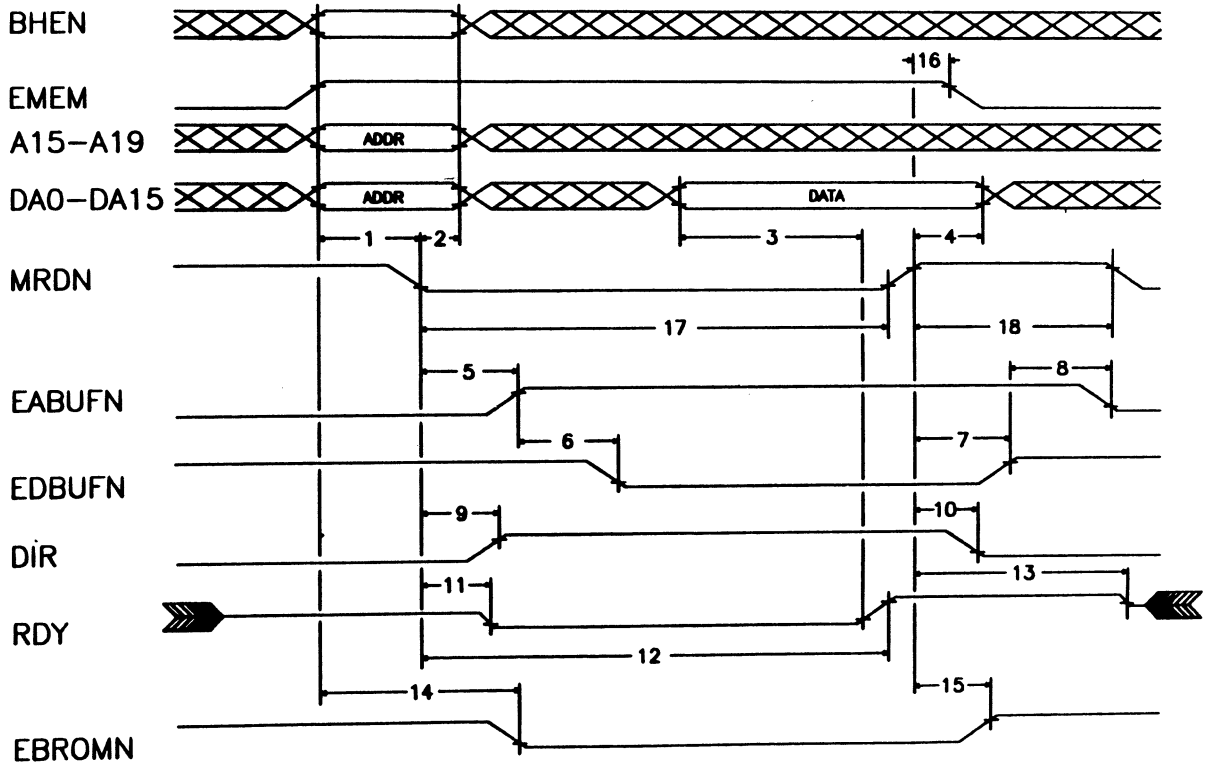 BHEN
16
EMEM
A15-A19 ADDR
DA0-DA15 ADDR DATA
1 2 3 4
MRDN
17 18
5 8
EABUFN
6 7
EDBUFN
9 10
DIR
11 13
RDY
12
14 15
EBROMN